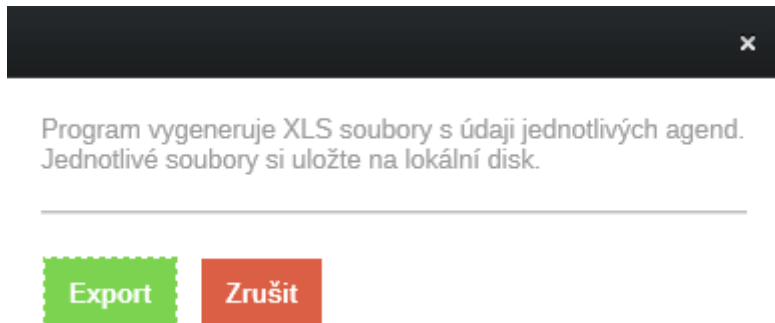 Program vygeneruje XLS soubory s údaji jednotlivých agend.
Jednotlivé soubory si uložte na lokální disk.
Export Zrušit